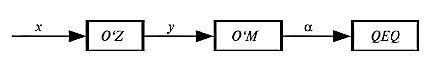 x O‘Z y O‘M α QEQ